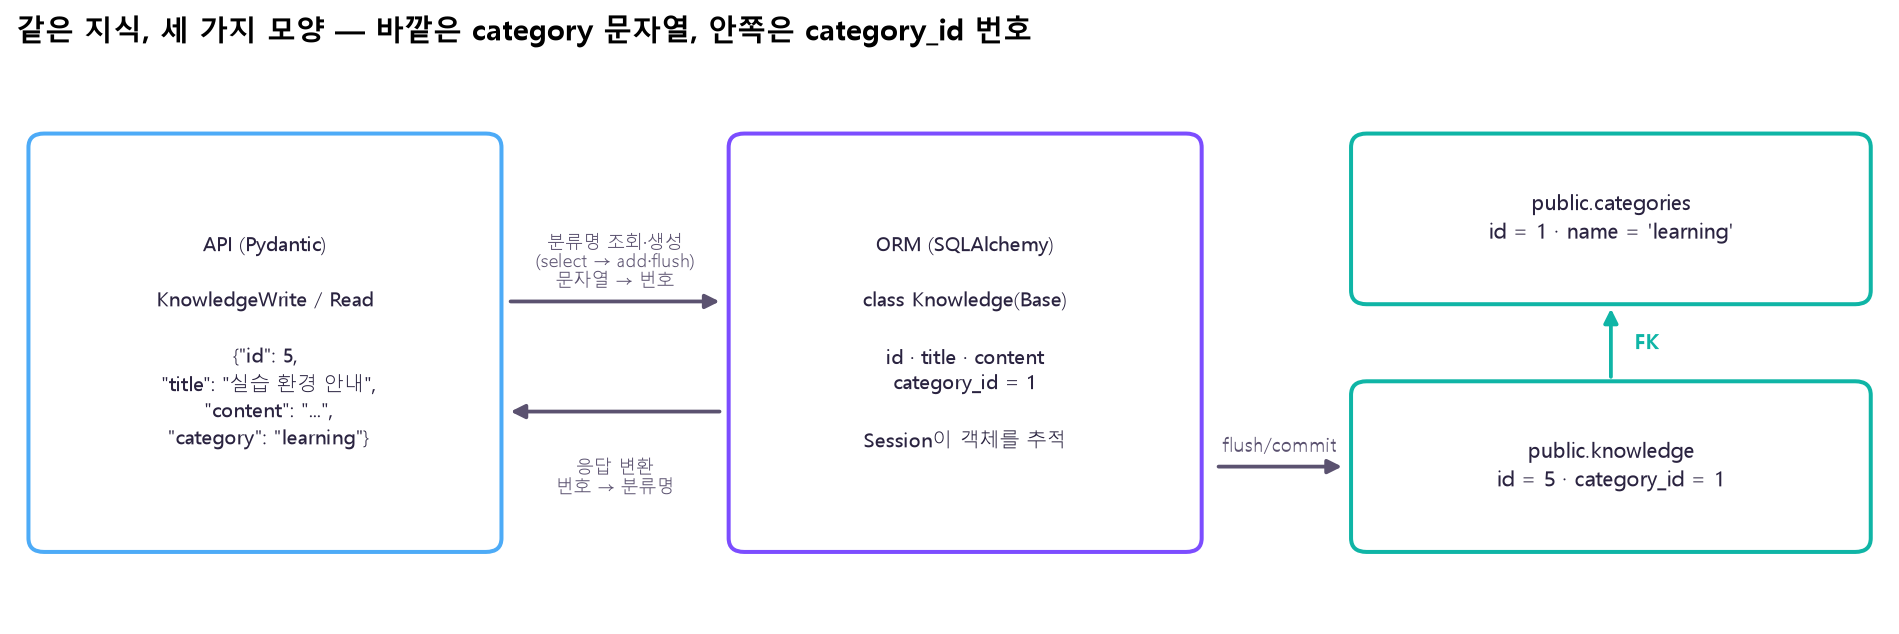 같은 지식, 세 가지 모양 — 바깥은 category 문자열, 안쪽은 category_id 번호
API (Pydantic)
KnowledgeWrite / Read
{"id": 5,
"title": "실습 환경 안내",
"content": "...",
"category": "learning"}
분류명 조회·생성
(select → add·flush)
문자열 → 번호
응답 변환
번호 → 분류명
ORM (SQLAlchemy)
class Knowledge(Base)
id · title · content
category_id = 1
Session이 객체를 추적
flush/commit
public.categories
id = 1 · name = 'learning'
FK
public.knowledge
id = 5 · category_id = 1